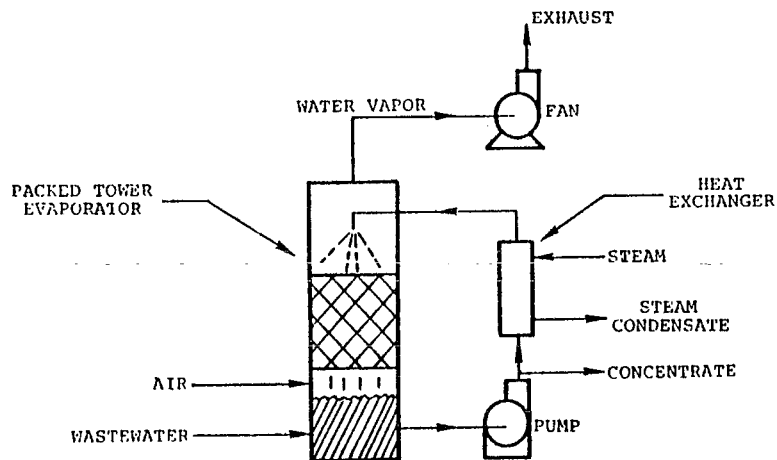 EXHAUST
WATER VAPOR
FAN
PACKED TOWER
EVAPORATOR
HEAT
EXCHANGER
STEAM
STEAM
CONDENSATE
AIR
CONCENTRATE
WASTEWATER
PUMP